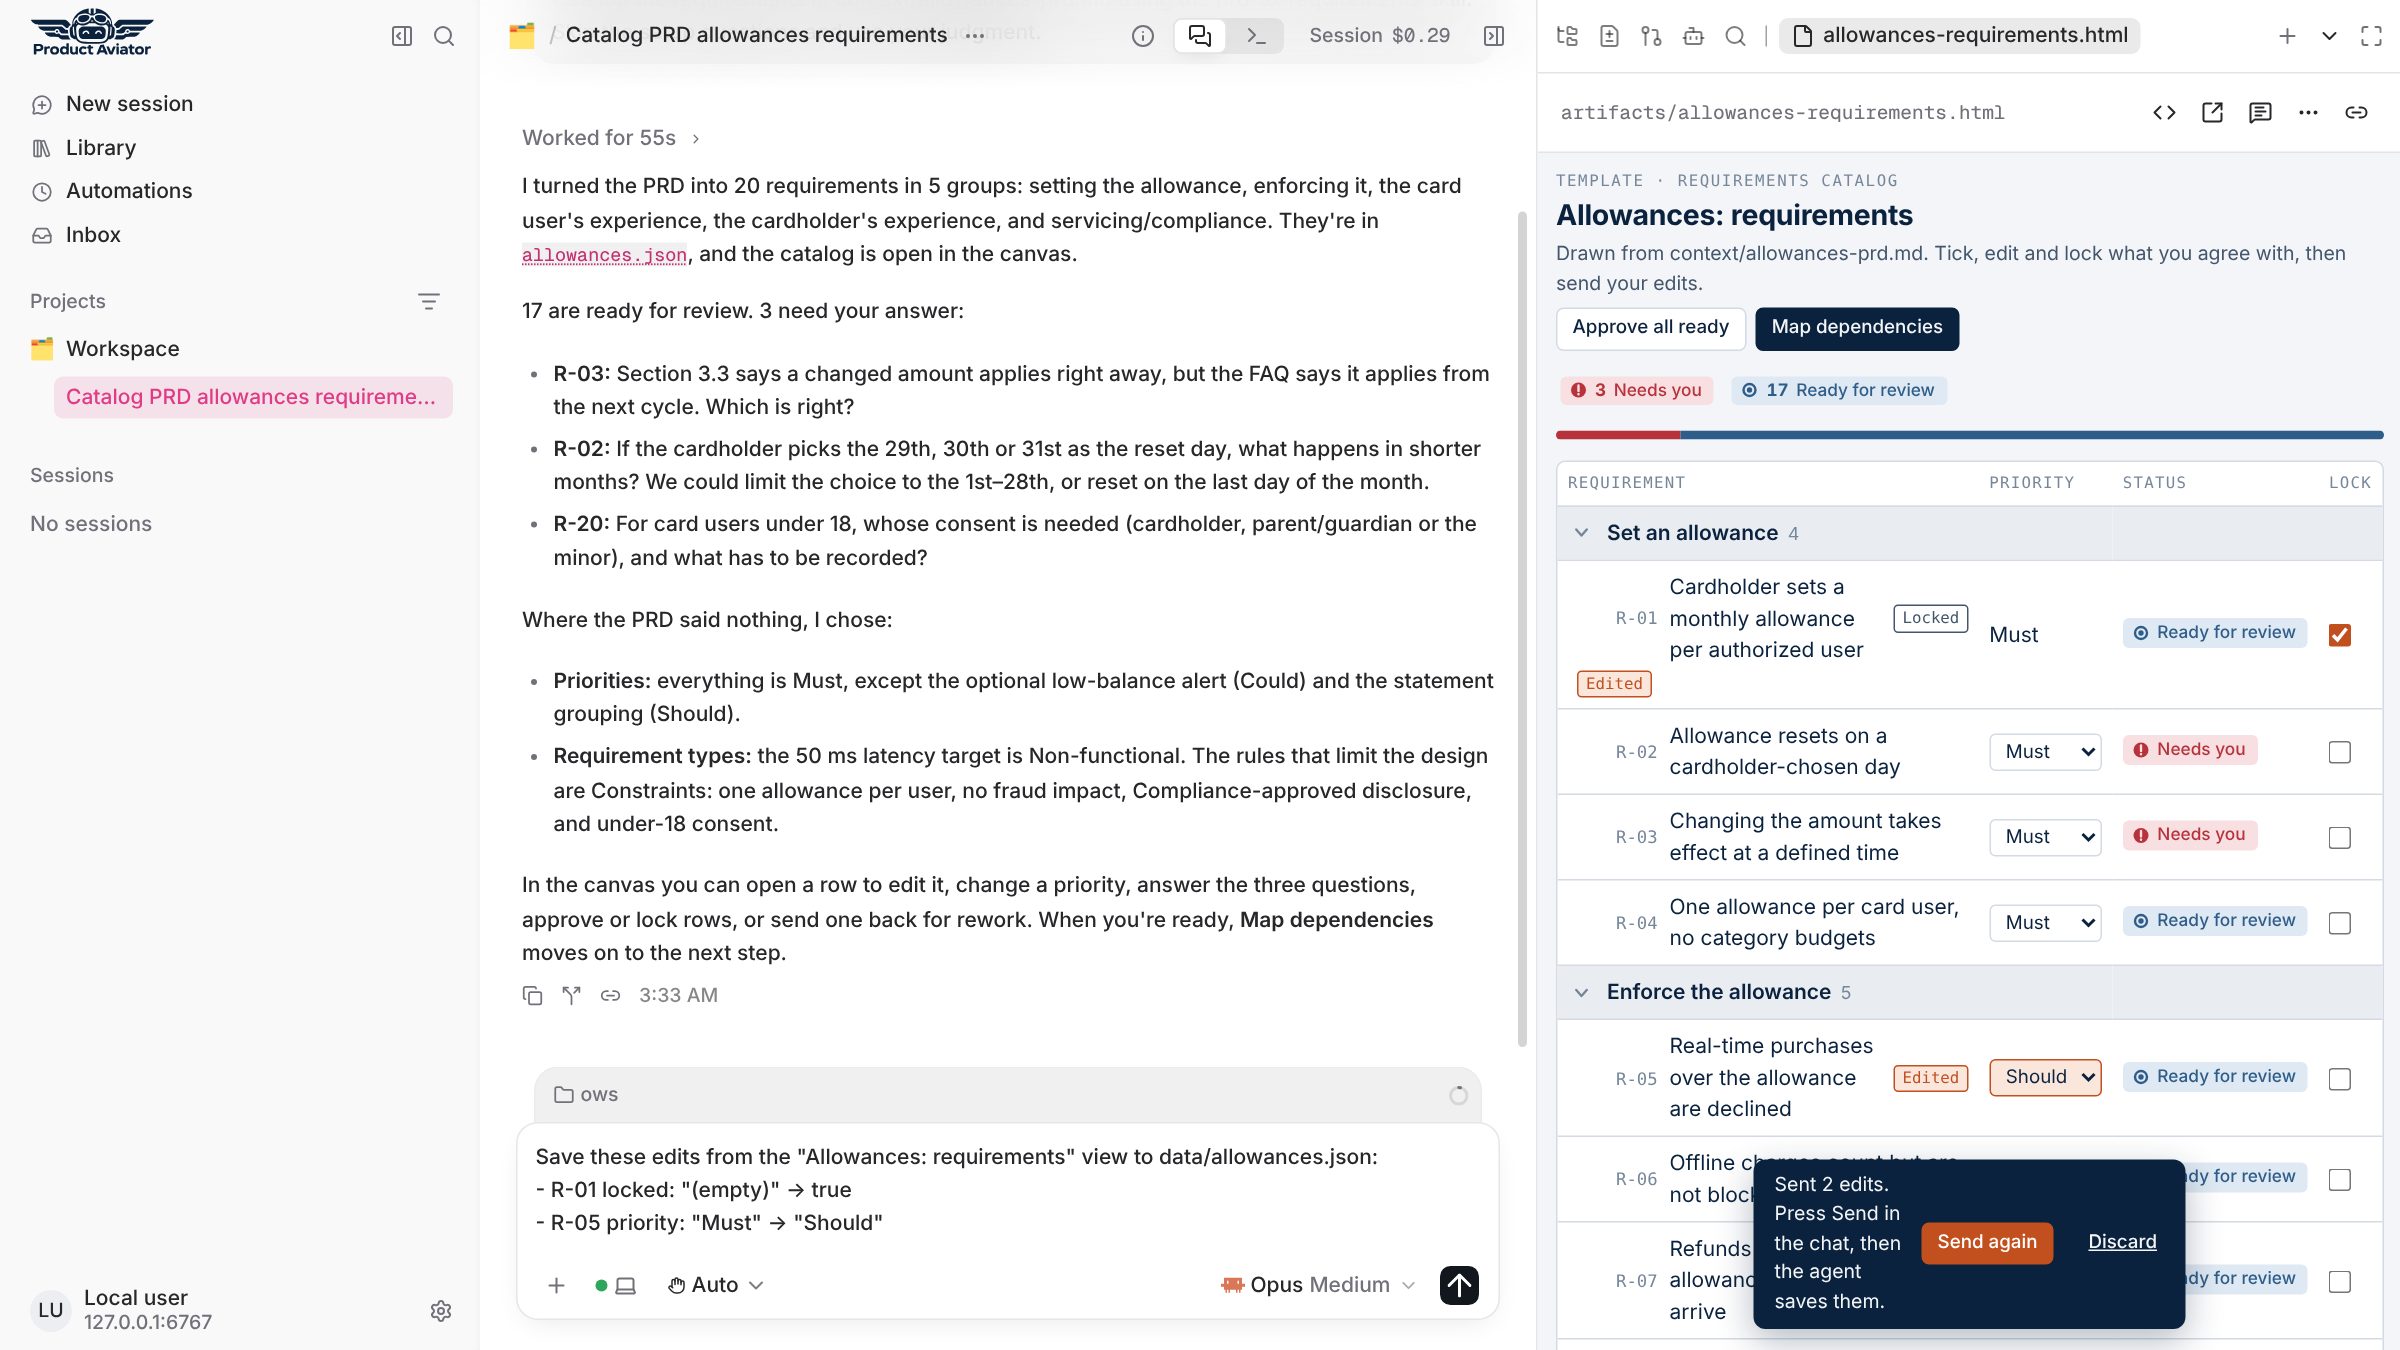 Product Aviator
New session
Library
Automations
Inbox
Projects
Workspace
Catalog PRD allowances requireme...
Sessions
No sessions
LU
Local user
127.0.0.1:6767
/ Catalog PRD allowances requirements ...
Session $0.29
Worked for 55s
I turned the PRD into 20 requirements in 5 groups: setting the allowance, enforcing it, the card
user's experience, the cardholder's experience, and servicing/compliance. They're in
allowances.json, and the catalog is open in the canvas.
17 are ready for review. 3 need your answer:
• R-03: Section 3.3 says a changed amount applies right away, but the FAQ says it applies from
the next cycle. Which is right?
• R-02: If the cardholder picks the 29th, 30th or 31st as the reset day, what happens in shorter
months? We could limit the choice to the 1st–28th, or reset on the last day of the month.
• R-20: For card users under 18, whose consent is needed (cardholder, parent/guardian or the
minor), and what has to be recorded?
Where the PRD said nothing, I chose:
• Priorities: everything is Must, except the optional low-balance alert (Could) and the statement
grouping (Should).
• Requirement types: the 50 ms latency target is Non-functional. The rules that limit the design
are Constraints: one allowance per user, no fraud impact, Compliance-approved disclosure,
and under-18 consent.
In the canvas you can open a row to edit it, change a priority, answer the three questions,
approve or lock rows, or send one back for rework. When you're ready, Map dependencies
moves on to the next step.
3:33 AM
ows
Save these edits from the "Allowances: requirements" view to data/allowances.json:
- R-01 locked: "(empty)" → true
- R-05 priority: "Must" → "Should"
Auto
Opus Medium
allowances-requirements.html
artifacts/allowances-requirements.html
TEMPLATE · REQUIREMENTS CATALOG
Allowances: requirements
Drawn from context/allowances-prd.md. Tick, edit and lock what you agree with, then
send your edits.
Approve all ready
Map dependencies
3 Needs you
17 Ready for review
REQUIREMENT PRIORITY STATUS LOCK
Set an allowance 4
R-01
Cardholder sets a
monthly allowance
per authorized user
Locked
Edited
Must
Ready for review
R-02
Allowance resets on a
cardholder-chosen day
Must
Needs you
R-03
Changing the amount takes
effect at a defined time
Must
Needs you
R-04
One allowance per card user,
no category budgets
Must
Ready for review
Enforce the allowance 5
R-05
Real-time purchases
over the allowance
are declined
Edited
Should
Ready for review
R-06
Offline
not
for review
R-07
Refunds
arrive
for review
Sent 2 edits.
Press Send in
the chat, then
the agent
saves them.
Send again
Discard